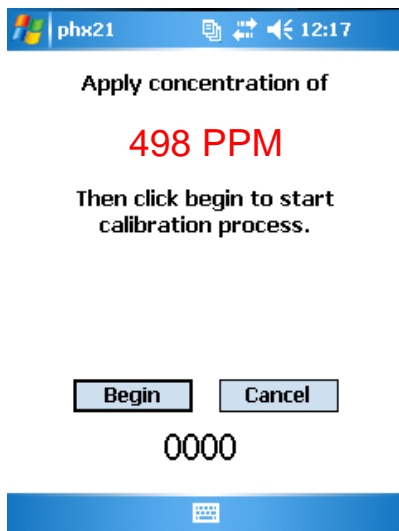 phx21 12:17
Apply concentration of
498 PPM
Then click begin to start
calibration process.
Begin Cancel
0000